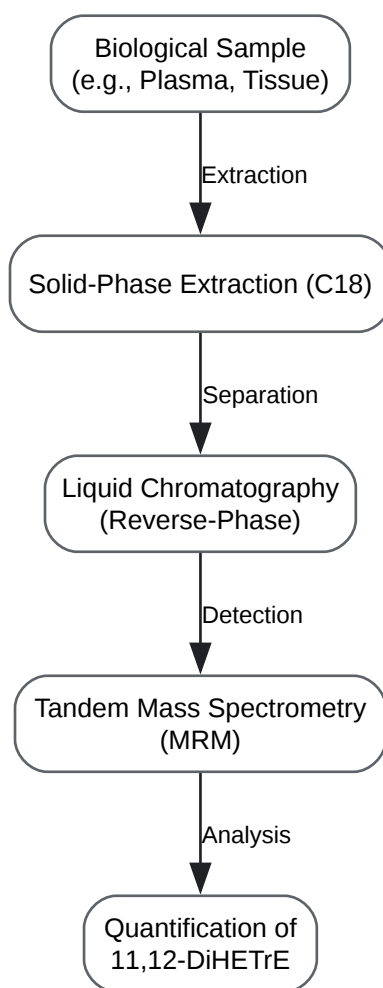 Biological Sample
(e.g., Plasma, Tissue)
Extraction
Solid-Phase Extraction (C18)
Separation
Liquid Chromatography
(Reverse-Phase)
Detection
Tandem Mass Spectrometry
(MRM)
Analysis
Quantification of
11,12-DiHETrE